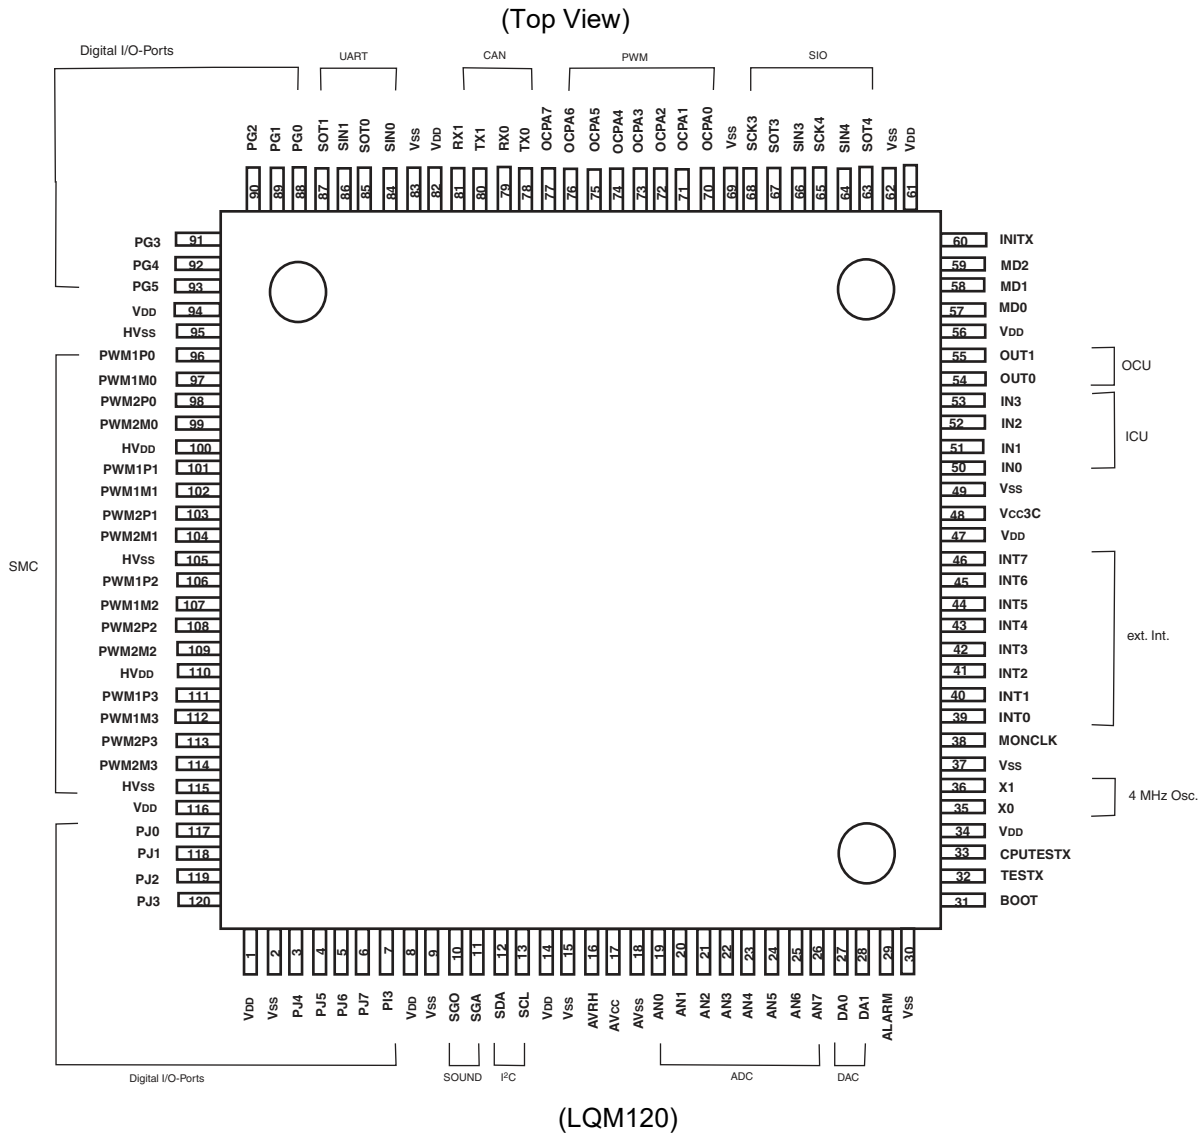 (Top View)
Digital I/O-Ports
UART
CAN
PWM
SIO
PG2 PG1 PG0 SOT1 SIN1 SOT0 SIN0 VSS VDD RX1 TX1 RX0 TX0 OCPA7 OCPA6 OCPA5 OCPA4 OCPA3 OCPA2 OCPA1 OCPA0 VSS SCK3 SOT3 SIN3 SCK4 SIN4 SOT4 VSS VDD
90 89 88 87 86 85 84 83 82 81 80 79 78 77 76 75 74 73 72 71 70 69 68 67 66 65 64 63 62 61
PG3 91
PG4 92
PG5 93
VDD 94
HVSS 95
PWM1P0 96
PWM1M0 97
PWM2P0 98
PWM2M0 99
HVDD 100
PWM1P1 101
PWM1M1 102
PWM2P1 103
PWM2M1 104
HVSS 105
SMC
PWM1P2 106
PWM1M2 107
PWM2P2 108
PWM2M2 109
HVDD 110
PWM1P3 111
PWM1M3 112
PWM2P3 113
PWM2M3 114
HVSS 115
VDD 116
PJ0 117
PJ1 118
PJ2 119
PJ3 120
60 INITX
59 MD2
58 MD1
57 MD0
56 VDD
55 OUT1
OCU
54 OUT0
53 IN3
52 IN2
ICU
51 IN1
50 IN0
49 VSS
48 VCC3C
47 VDD
46 INT7
45 INT6
44 INT5
43 INT4
ext. Int.
42 INT3
41 INT2
40 INT1
39 INT0
38 MONCLK
37 VSS
36 X1
4 MHz Osc.
35 X0
34 VDD
33 CPUTESTX
32 TESTX
31 BOOT
1 2 3 4 5 6 7 8 9 10 11 12 13 14 15 16 17 18 19 20 21 22 23 24 25 26 27 28 29 30
VDD VSS PJ4 PJ5 PJ6 PJ7 PI3 VDD VSS SGO SGA SDA SCL VDD VSS AVRH AVCC AVSS AN0 AN1 AN2 AN3 AN4 AN5 AN6 AN7 DA0 DA1 ALARM VSS
Digital I/O-Ports
SOUND
I²C
ADC
DAC
(LQM120)